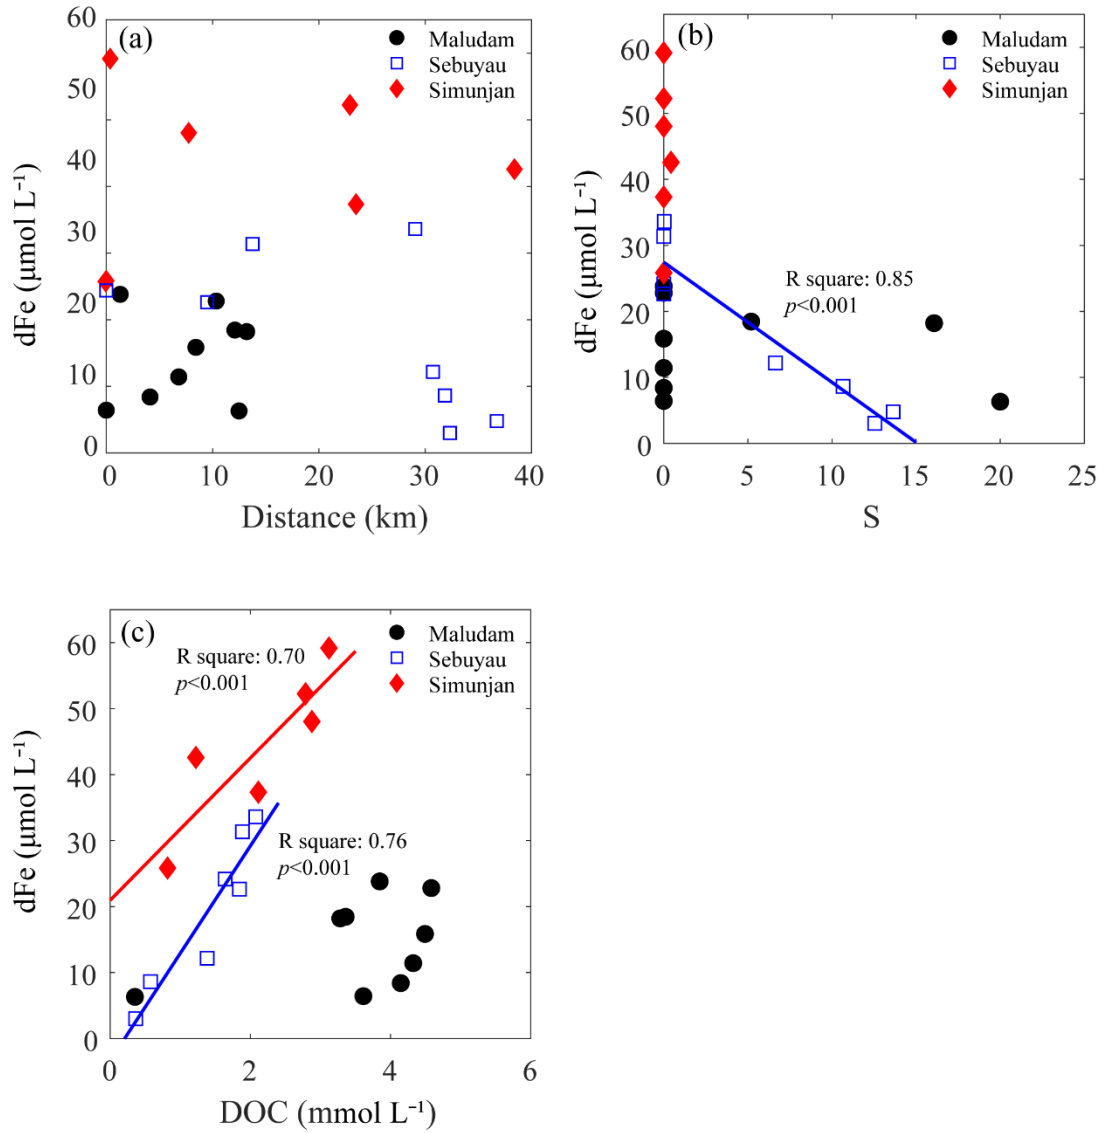 (a)
Maludam
Sebuyau
Simunjan
60
50
40
30
20
10
0
dFe (μmol L⁻¹)
0 10 20 30 40
Distance (km)
(b)
Maludam
Sebuyau
Simunjan
60
50
40
30
20
10
0
dFe (μmol L⁻¹)
R square: 0.85
p<0.001
0 5 10 15 20 25
S
(c)
Maludam
Sebuyau
Simunjan
60
50
40
30
20
10
0
dFe (μmol L⁻¹)
R square: 0.70
p<0.001
R square: 0.76
p<0.001
0 2 4 6
DOC (mmol L⁻¹)